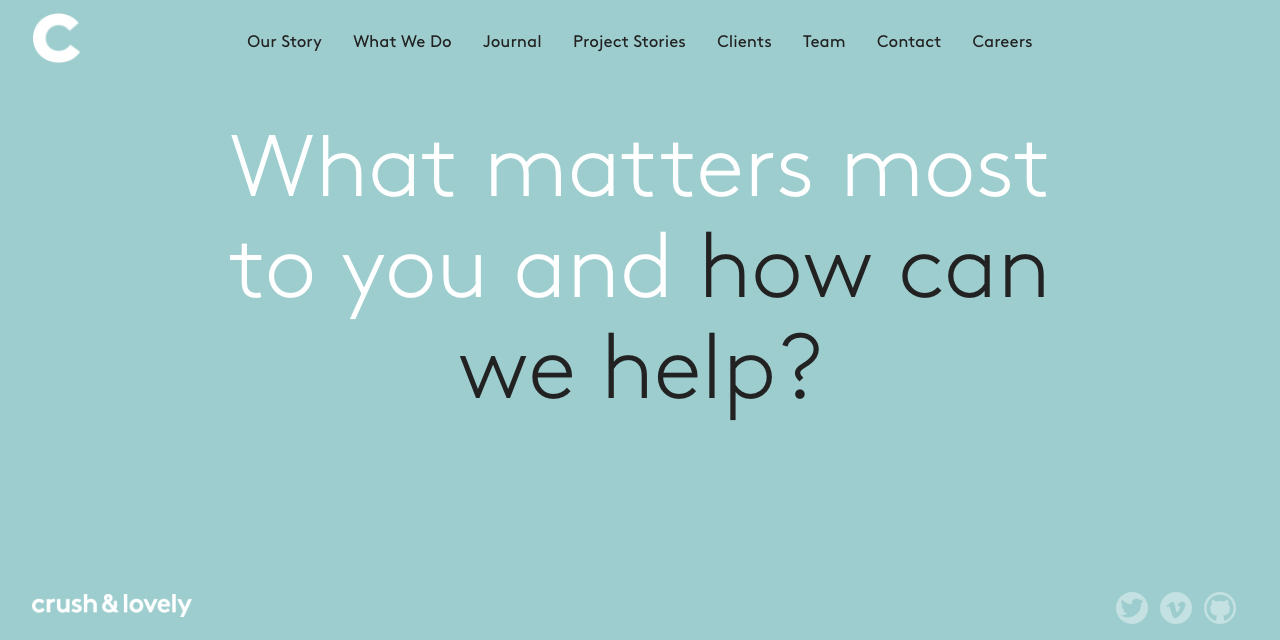 C
Our Story What We Do Journal Project Stories Clients Team Contact Careers
What matters most
to you and how can
we help?
crush & lovely